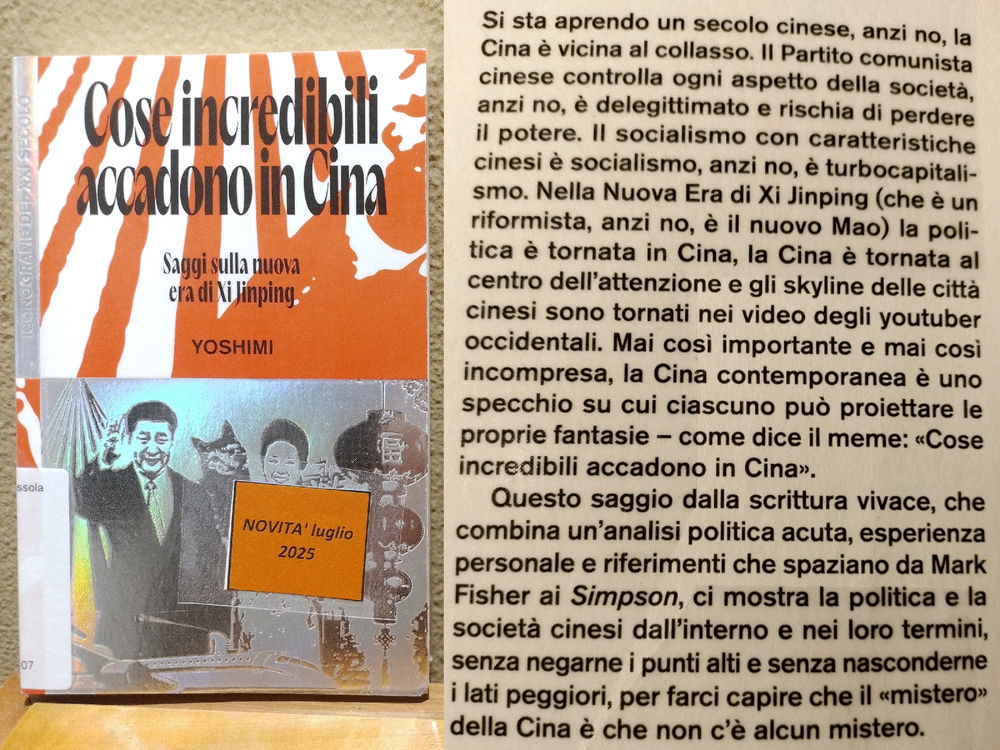 ICONOGRAFIE DEL XXI SECOLO
Cose incredibili
accadono in Cina
Saggi sulla nuova
era di Xi Jinping
YOSHIMI
ssola
NOVITA' luglio
2025
07
Si sta aprendo un secolo cinese, anzi no, la
Cina è vicina al collasso. Il Partito comunista
cinese controlla ogni aspetto della società,
anzi no, è delegittimato e rischia di perdere
il potere. Il socialismo con caratteristiche
cinesi è socialismo, anzi no, è turbocapitali-
smo. Nella Nuova Era di Xi Jinping (che è un
riformista, anzi no, è il nuovo Mao) la poli-
tica è tornata in Cina, la Cina è tornata al
centro dell'attenzione e gli skyline delle città
cinesi sono tornati nei video degli youtuber
occidentali. Mai così importante e mai così
incompresa, la Cina contemporanea è uno
specchio su cui ciascuno può proiettare le
proprie fantasie – come dice il meme: «Cose
incredibili accadono in Cina».
Questo saggio dalla scrittura vivace, che
combina un'analisi politica acuta, esperienza
personale e riferimenti che spaziano da Mark
Fisher ai Simpson, ci mostra la politica e la
società cinesi dall'interno e nei loro termini,
senza negarne i punti alti e senza nasconderne
i lati peggiori, per farci capire che il «mistero»
della Cina è che non c'è alcun mistero.